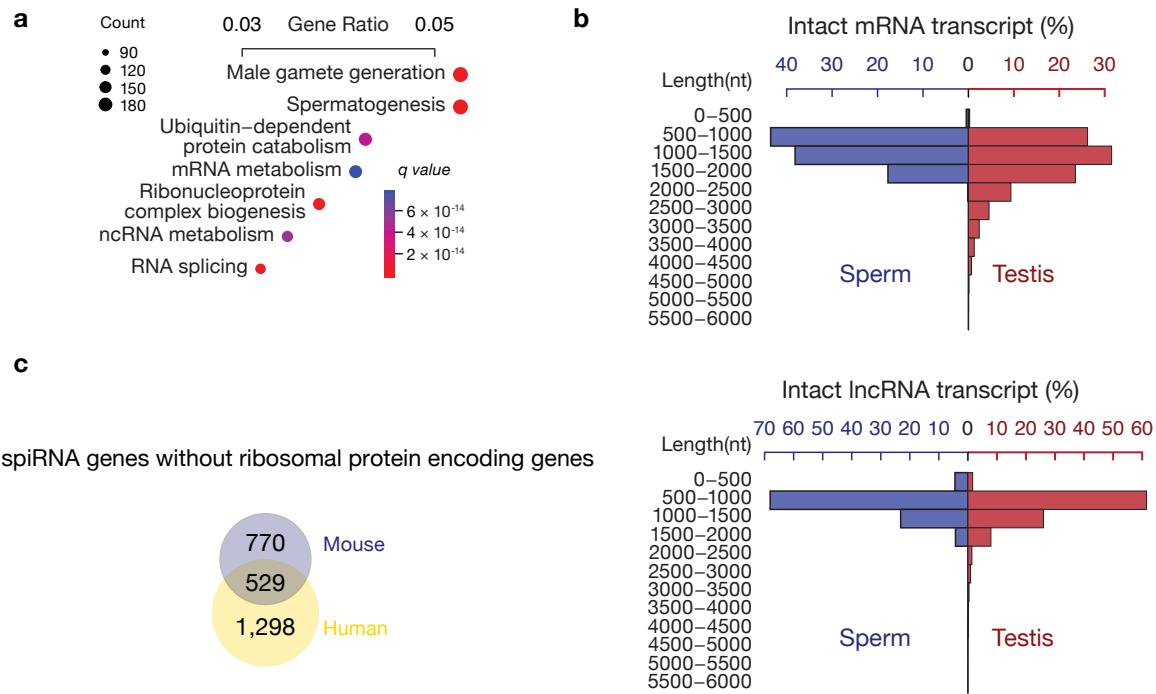 a
Count
90
120
150
180
0.03 Gene Ratio 0.05
Male gamete generation
Spermatogenesis
Ubiquitin−dependent
protein catabolism
mRNA metabolism
Ribonucleoprotein
complex biogenesis
ncRNA metabolism
RNA splicing
q value
6 × 10⁻¹⁴
4 × 10⁻¹⁴
2 × 10⁻¹⁴
b
Intact mRNA transcript (%)
Length(nt)
40 30 20 10 0 10 20 30
0−500
500−1000
1000−1500
1500−2000
2000−2500
2500−3000
3000−3500
3500−4000
4000−4500
4500−5000
5000−5500
5500−6000
Sperm Testis
Intact lncRNA transcript (%)
Length(nt)
70 60 50 40 30 20 10 0 10 20 30 40 50 60
0−500
500−1000
1000−1500
1500−2000
2000−2500
2500−3000
3000−3500
3500−4000
4000−4500
4500−5000
5000−5500
5500−6000
Sperm Testis
c
spiRNA genes without ribosomal protein encoding genes
770 Mouse
529
1,298 Human